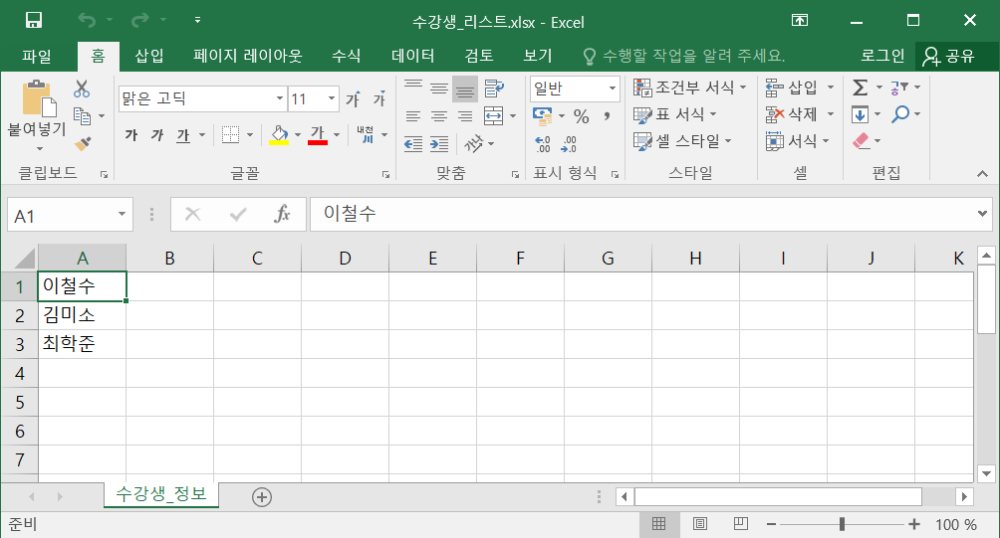 수강생_리스트.xlsx - Excel
파일 홈 삽입 페이지 레이아웃 수식 데이터 검토 보기 수행할 작업을 알려 주세요. 로그인 공유
붙여넣기
맑은 고딕 11 가 가
가 가 가 가 내천 川
일반
% ,
조건부 서식
표 서식
셀 스타일
삽입
삭제
서식
클립보드 글꼴 맞춤 표시 형식 스타일 셀 편집
A1 fx 이철수
A B C D E F G H I J K
1 이철수
2 김미소
3 최학준
4
5
6
7
수강생_정보
준비 100 %